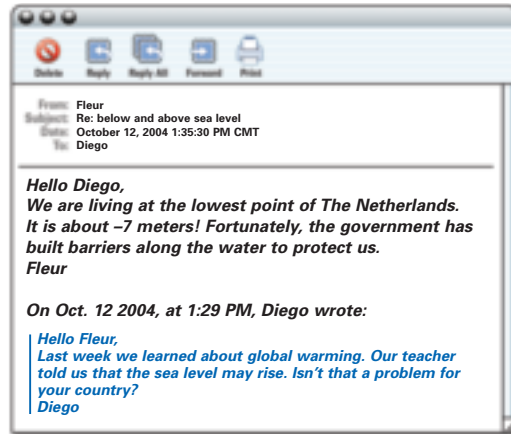 Delete Reply Reply All Forward Print
From: Fleur
Subject: Re: below and above sea level
Date: October 12, 2004 1:35:30 PM CMT
To: Diego
Hello Diego,
We are living at the lowest point of The Netherlands.
It is about –7 meters! Fortunately, the government has
built barriers along the water to protect us.
Fleur
On Oct. 12 2004, at 1:29 PM, Diego wrote:
Hello Fleur,
Last week we learned about global warming. Our teacher
told us that the sea level may rise. Isn't that a problem for
your country?
Diego